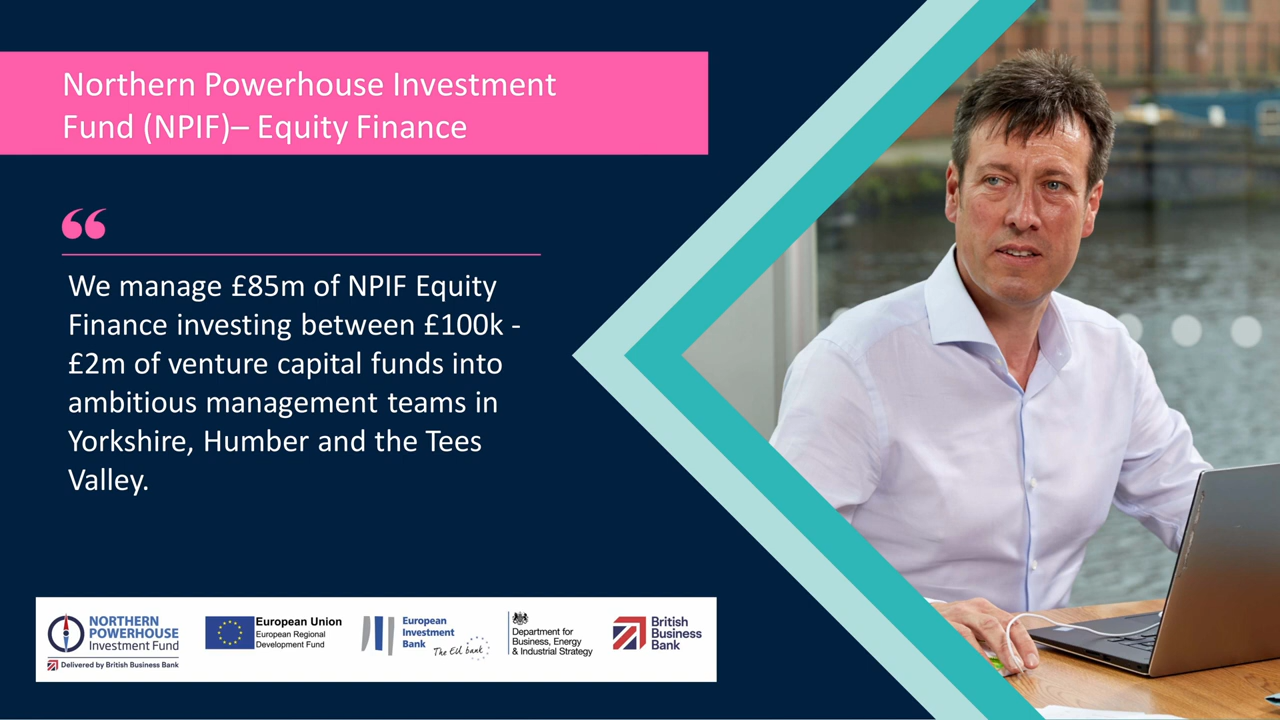 Northern Powerhouse Investment
Fund (NPIF)– Equity Finance
“
We manage £85m of NPIF Equity
Finance investing between £100k -
£2m of venture capital funds into
ambitious management teams in
Yorkshire, Humber and the Tees
Valley.
NORTHERN
POWERHOUSE
Investment Fund
Delivered by British Business Bank
European Union
European Regional
Development Fund
European
Investment
Bank
The EU bank
Department for
Business, Energy
& Industrial Strategy
British
Business
Bank